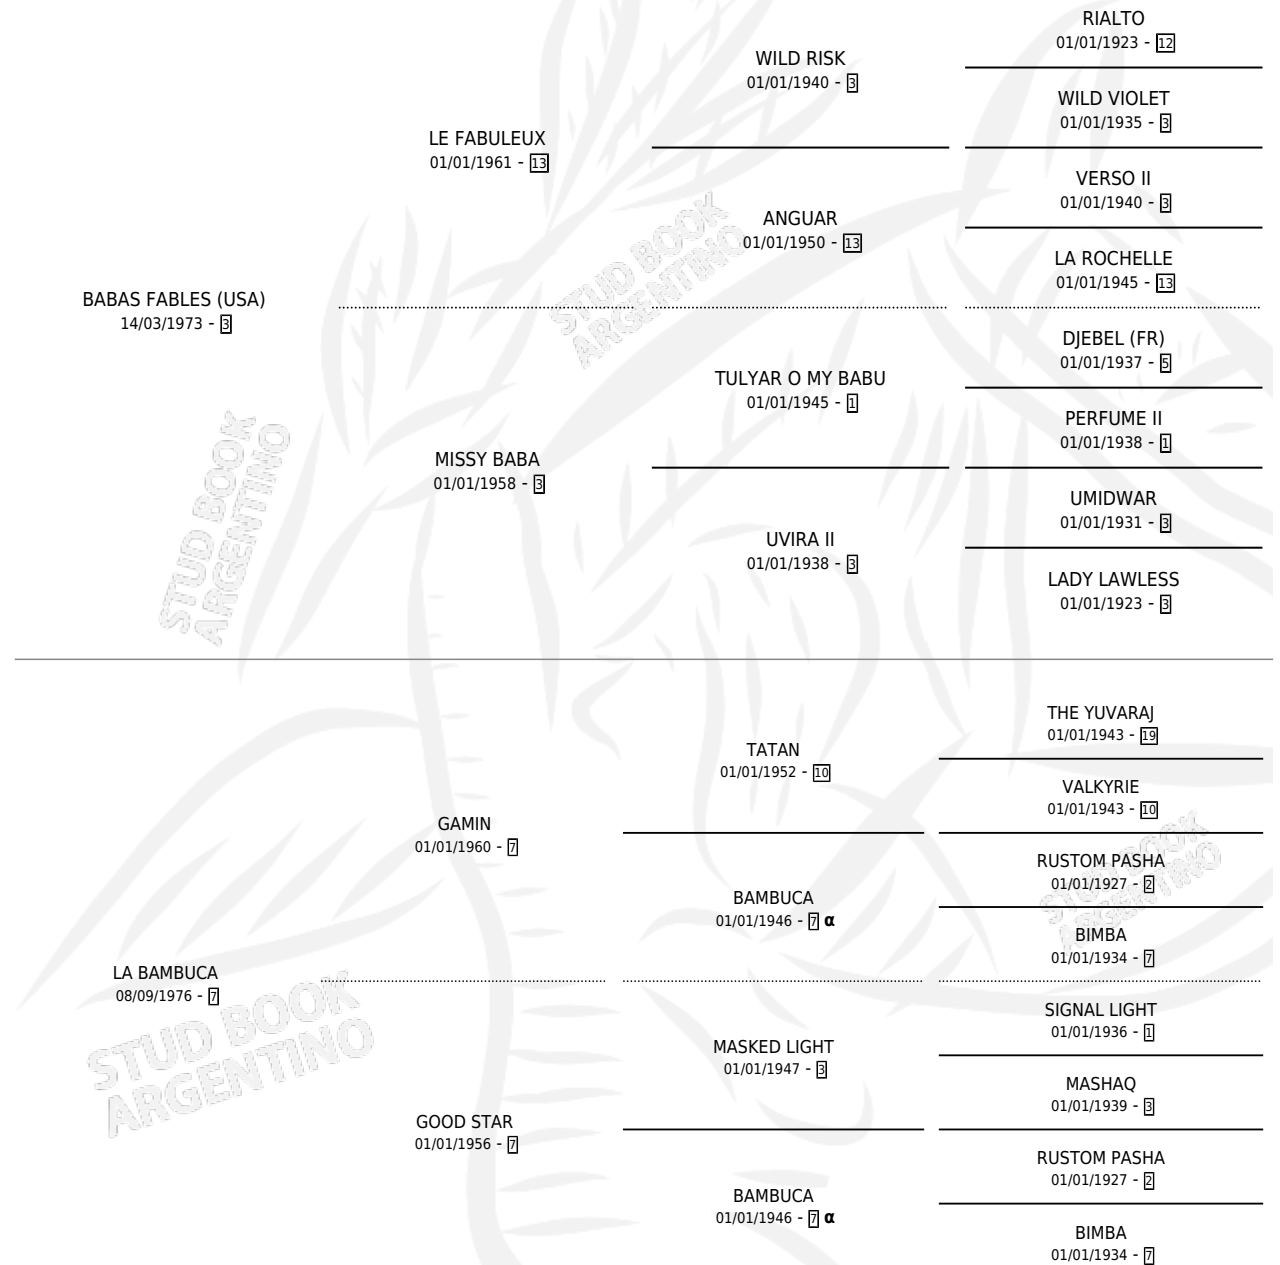 RIALTO
01/01/1923 - 12
WILD RISK
01/01/1940 - 3
WILD VIOLET
01/01/1935 - 3
LE FABULEUX
01/01/1961 - 13
VERSO II
01/01/1940 - 3
ANGUAR
01/01/1950 - 13
STUD BOOK
ARGENTINO
LA ROCHELLE
01/01/1945 - 13
BABAS FABLES (USA)
14/03/1973 - 3
DJEBEL (FR)
01/01/1937 - 5
TULYAR O MY BABU
01/01/1945 - 1
PERFUME II
01/01/1938 - 1
MISSY BABA
01/01/1958 - 3
UMIDWAR
01/01/1931 - 3
UVIRA II
01/01/1938 - 3
LADY LAWLESS
01/01/1923 - 3
STUD BOOK
ARGENTINO
THE YUVARAJ
01/01/1943 - 19
TATAN
01/01/1952 - 10
VALKYRIE
01/01/1943 - 10
GAMIN
01/01/1960 - 7
RUSTOM PASHA
01/01/1927 - 2
STUD BOOK
ARGENTINO
BAMBUCA
01/01/1946 - 7 α
BIMBA
01/01/1934 - 7
LA BAMBUCA
08/09/1976 - 7
SIGNAL LIGHT
01/01/1936 - 1
STUD BOOK
ARGENTINO
MASKED LIGHT
01/01/1947 - 3
MASHAQ
01/01/1939 - 3
GOOD STAR
01/01/1956 - 7
RUSTOM PASHA
01/01/1927 - 2
BAMBUCA
01/01/1946 - 7 α
BIMBA
01/01/1934 - 7